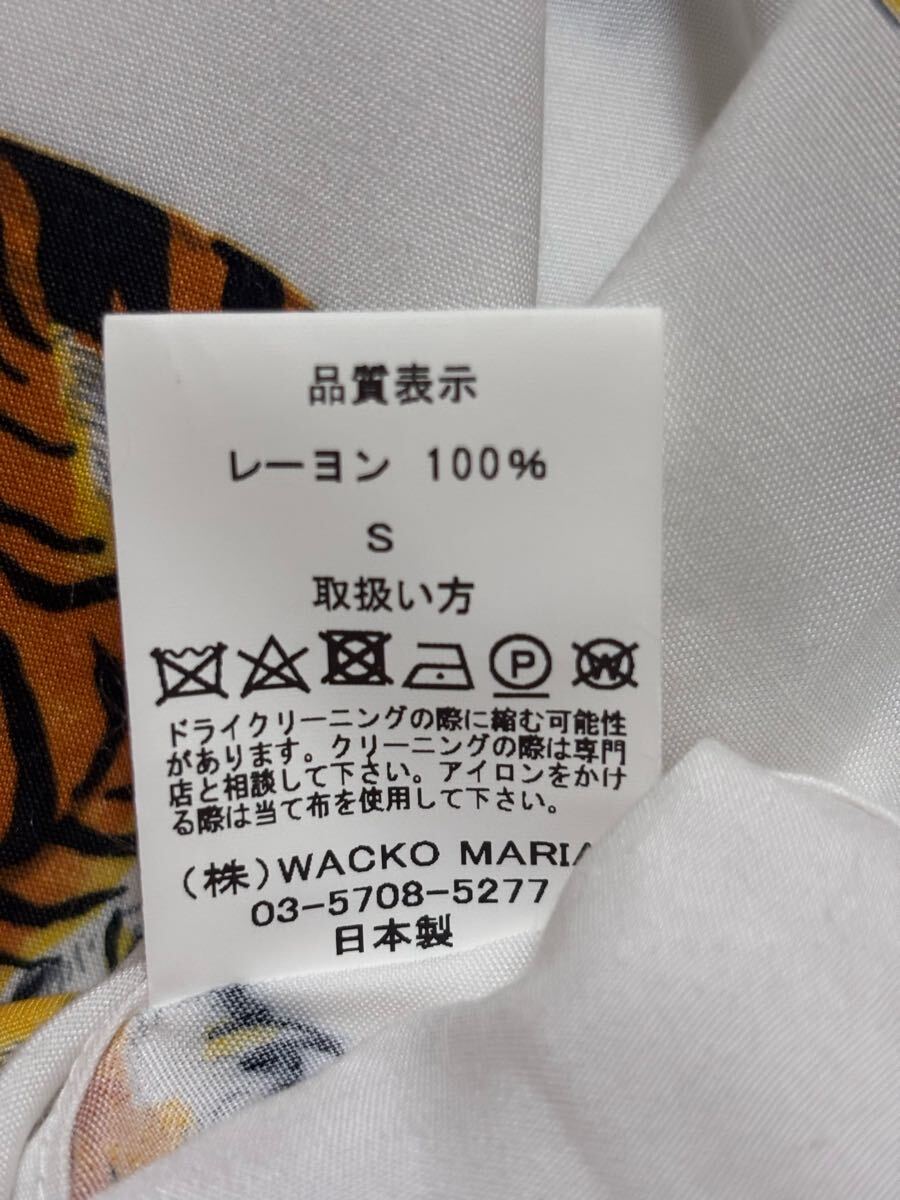 品質表示
レーヨン 100%
S
取扱い方
P
W
ドライクリーニングの際に縮む可能性
があります。クリーニングの際は専門
店と相談して下さい。アイロンをかけ
る際は当て布を使用して下さい。
(株)WACKO MARIA
03-5708-5277
日本製